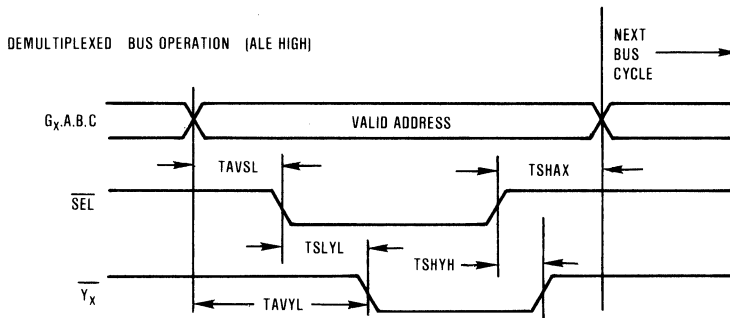 DEMULTIPLEXED BUS OPERATION (ALE HIGH)
NEXT
BUS
CYCLE
GX.A.B.C
VALID ADDRESS
TAVSL
TSHAX
SEL
TSLYL
TSHYH
YX
TAVYL